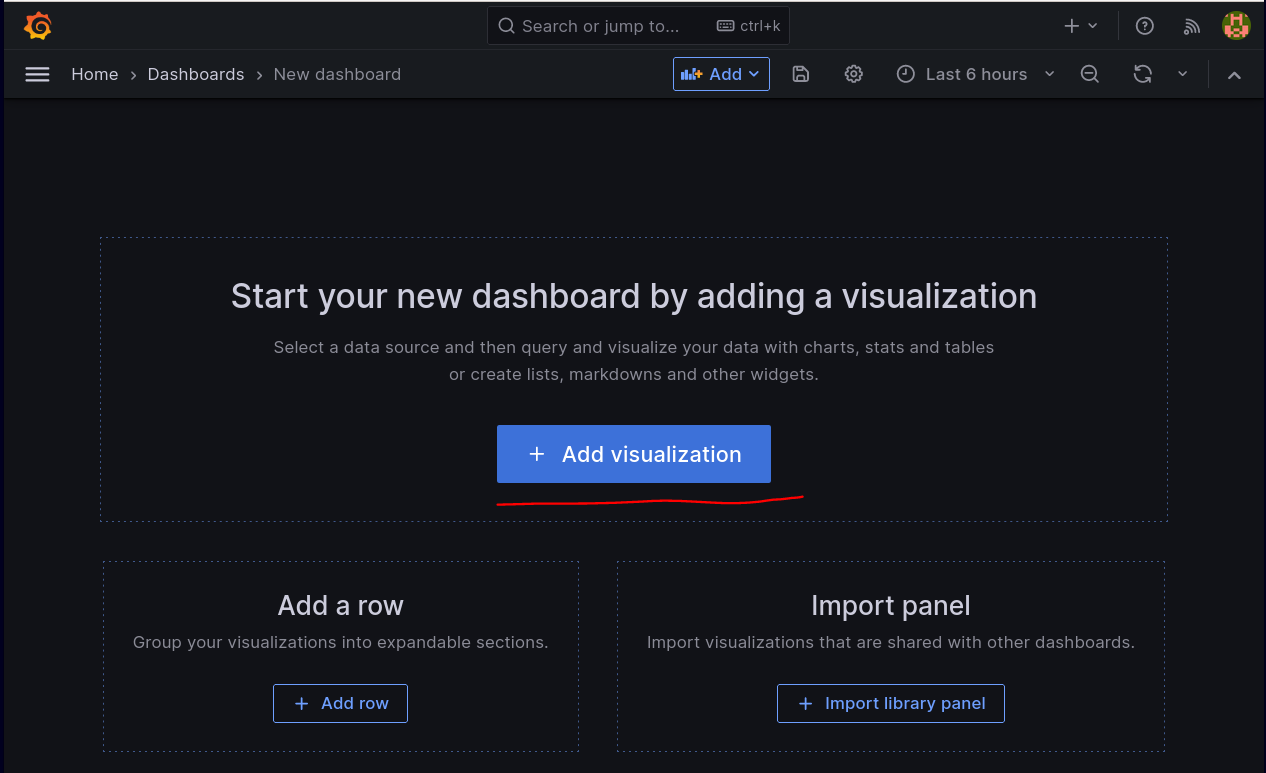 Search or jump to... ctrl+k
Home › Dashboards › New dashboard Add Last 6 hours
Start your new dashboard by adding a visualization
Select a data source and then query and visualize your data with charts, stats and tables
or create lists, markdowns and other widgets.
+ Add visualization
Add a row
Group your visualizations into expandable sections.
+ Add row
Import panel
Import visualizations that are shared with other dashboards.
+ Import library panel